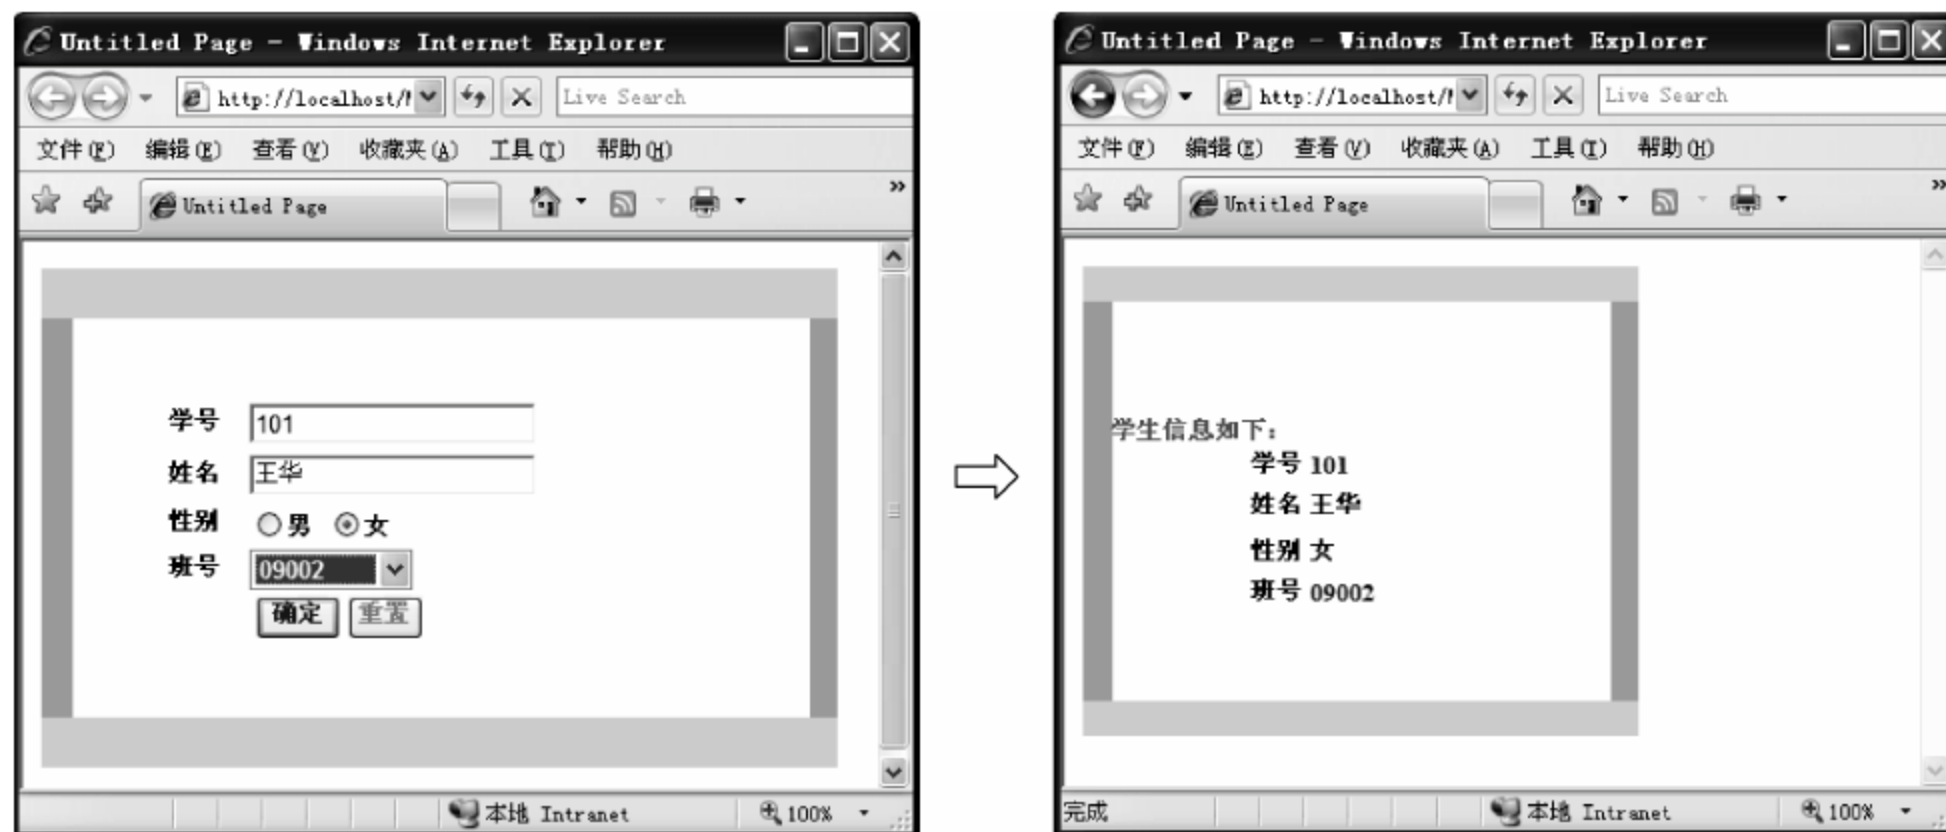 Untitled Page - Windows Internet Explorer
http://localhost/
Live Search
文件(F) 编辑(E) 查看(V) 收藏夹(A) 工具(T) 帮助(H)
Untitled Page
»
学号 101
姓名 王华
性别 男 女
班号 09002
确定 重置
本地 Intranet 100%
Untitled Page - Windows Internet Explorer
http://localhost/
Live Search
文件(F) 编辑(E) 查看(V) 收藏夹(A) 工具(T) 帮助(H)
Untitled Page
»
学生信息如下:
学号 101
姓名 王华
性别 女
班号 09002
完成 本地 Intranet 100%